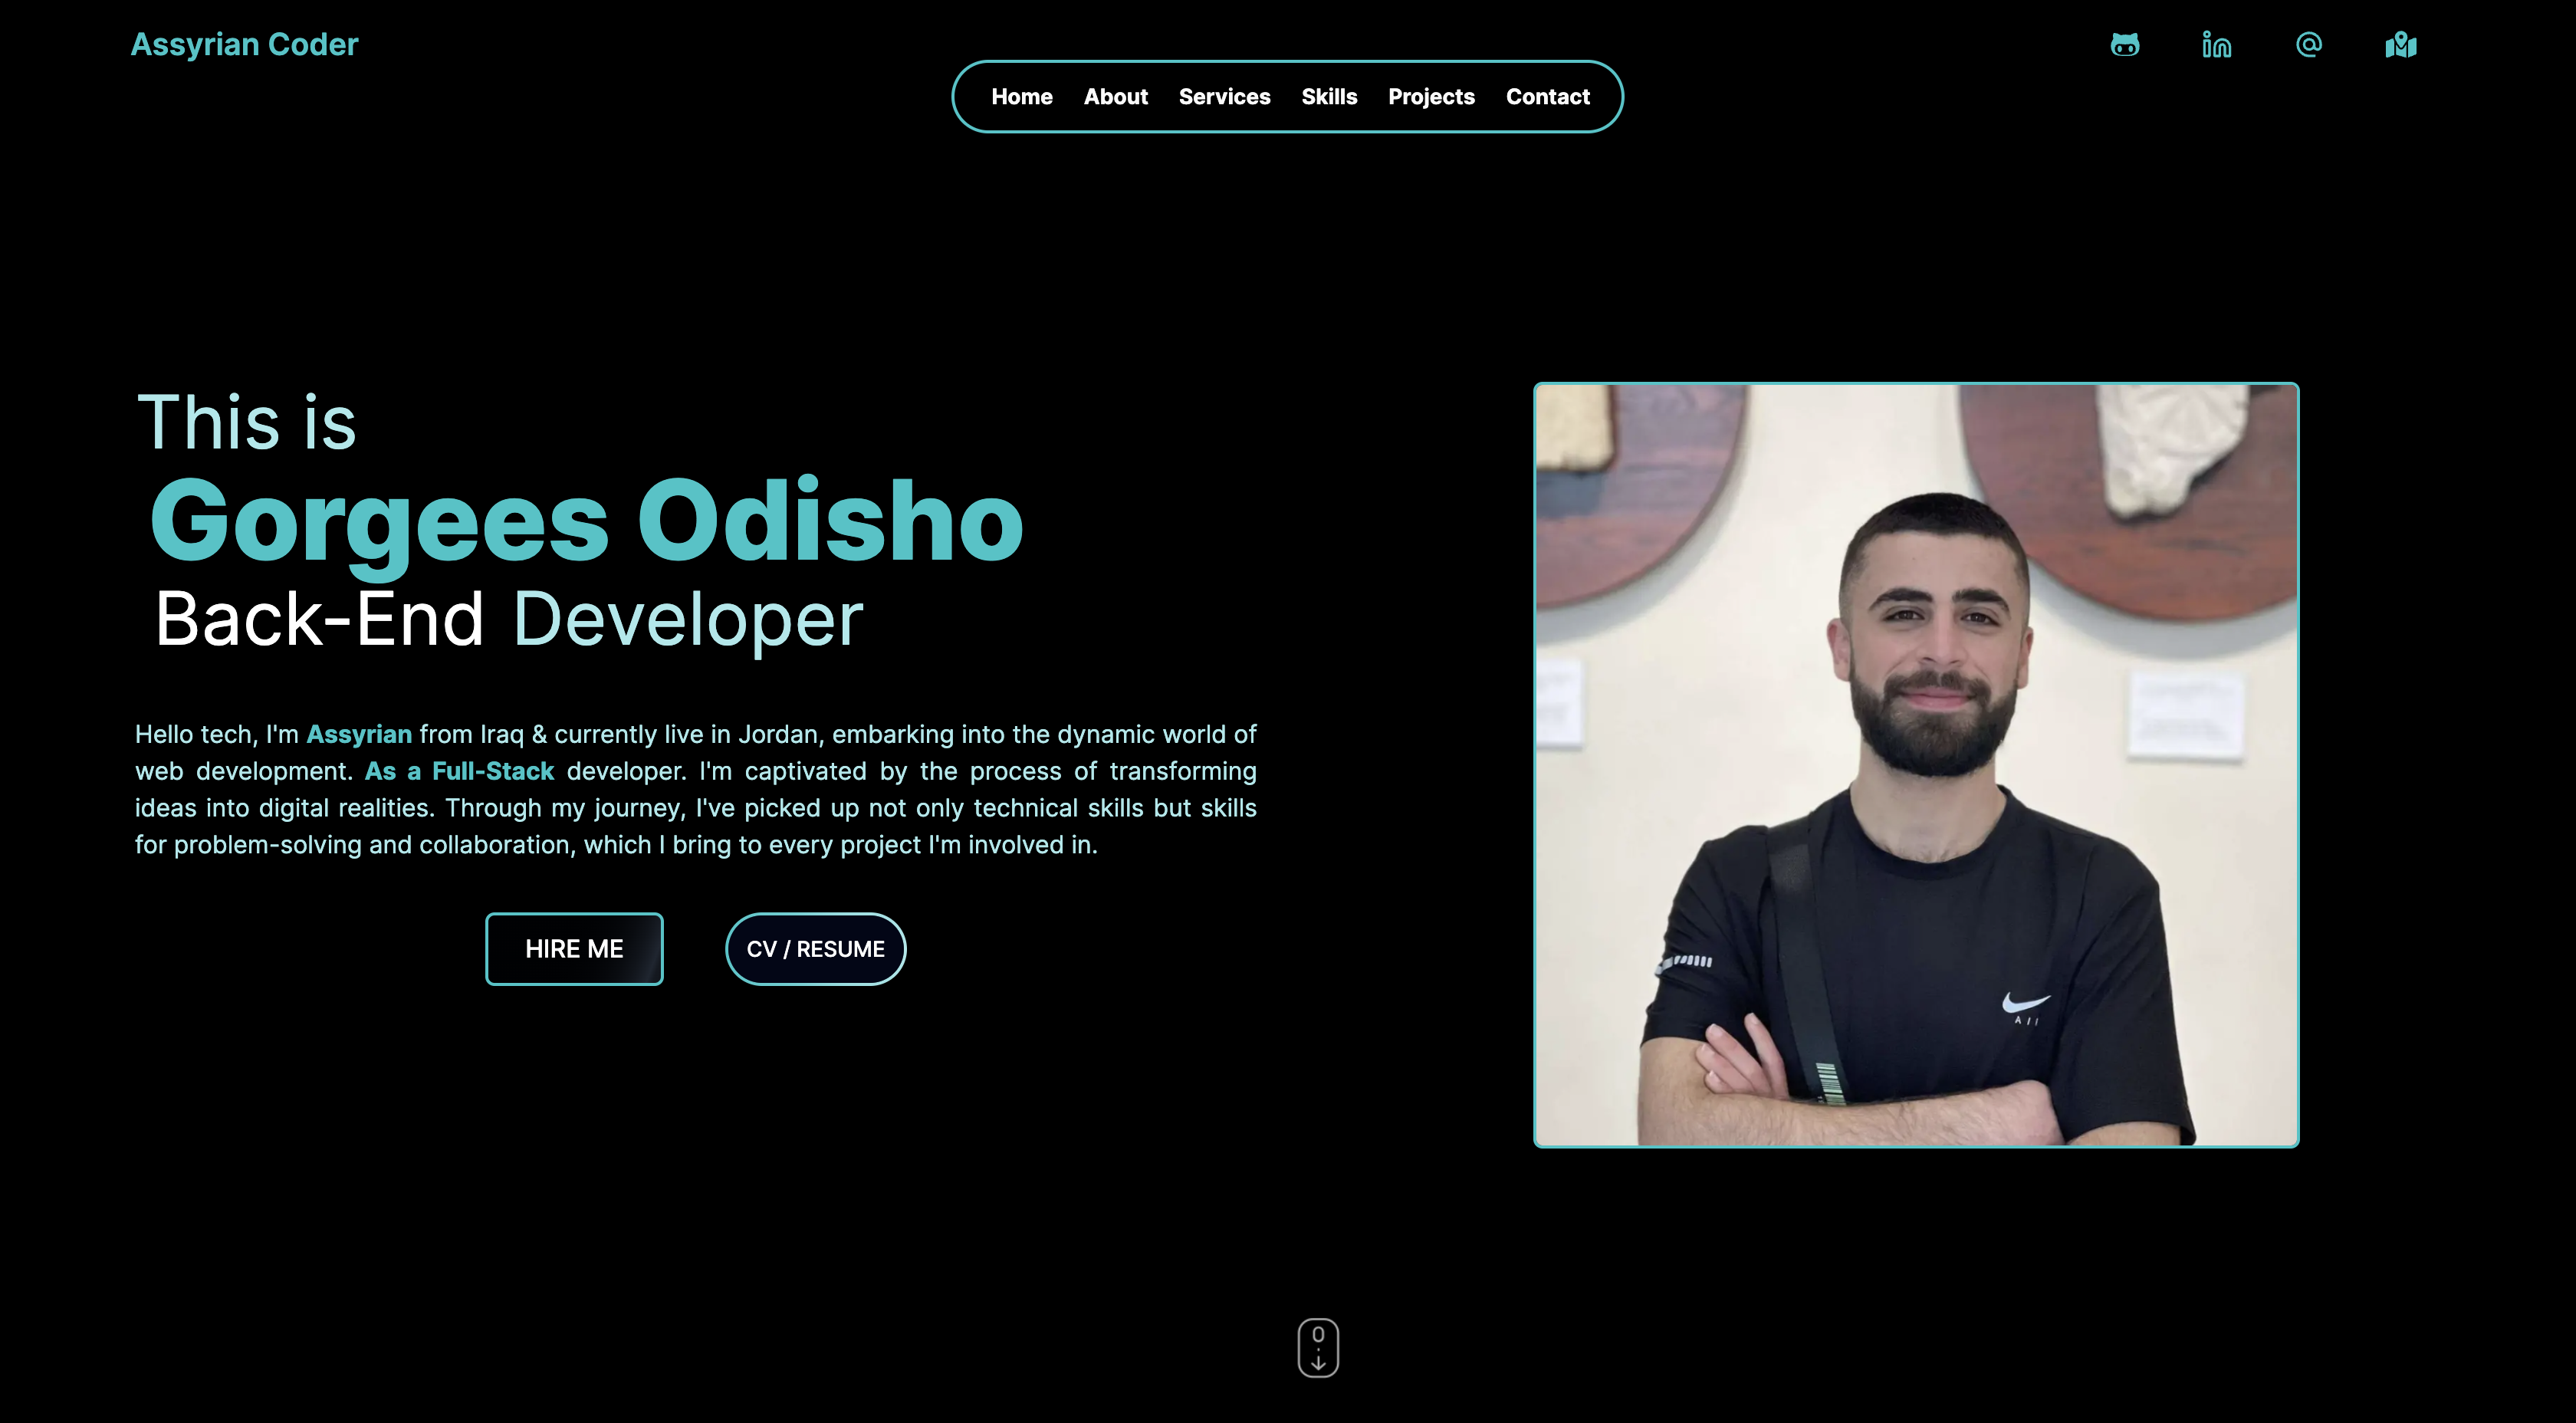 Assyrian Coder
Home About Services Skills Projects Contact
This is
Gorgees Odisho
Back-End Developer
Hello tech, I'm Assyrian from Iraq & currently live in Jordan, embarking into the dynamic world of
web development. As a Full-Stack developer. I'm captivated by the process of transforming
ideas into digital realities. Through my journey, I've picked up not only technical skills but skills
for problem-solving and collaboration, which I bring to every project I'm involved in.
HIRE ME
CV / RESUME